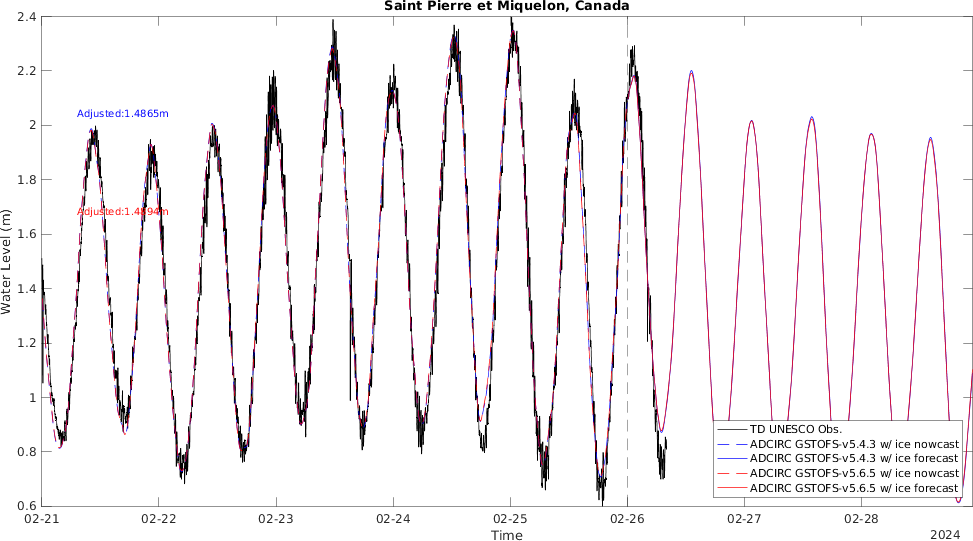 Saint Pierre et Miquelon, Canada
2.4
2.2
2
1.8
1.6
1.4
1.2
1
0.8
0.6
Water Level (m)
Adjusted:1.4865m
Adjusted:1.4894m
TD UNESCO Obs.
ADCIRC GSTOFS-v5.4.3 w/ ice nowcast
ADCIRC GSTOFS-v5.4.3 w/ ice forecast
ADCIRC GSTOFS-v5.6.5 w/ ice nowcast
ADCIRC GSTOFS-v5.6.5 w/ ice forecast
02-21 02-22 02-23 02-24 02-25 02-26 02-27 02-28
Time
2024